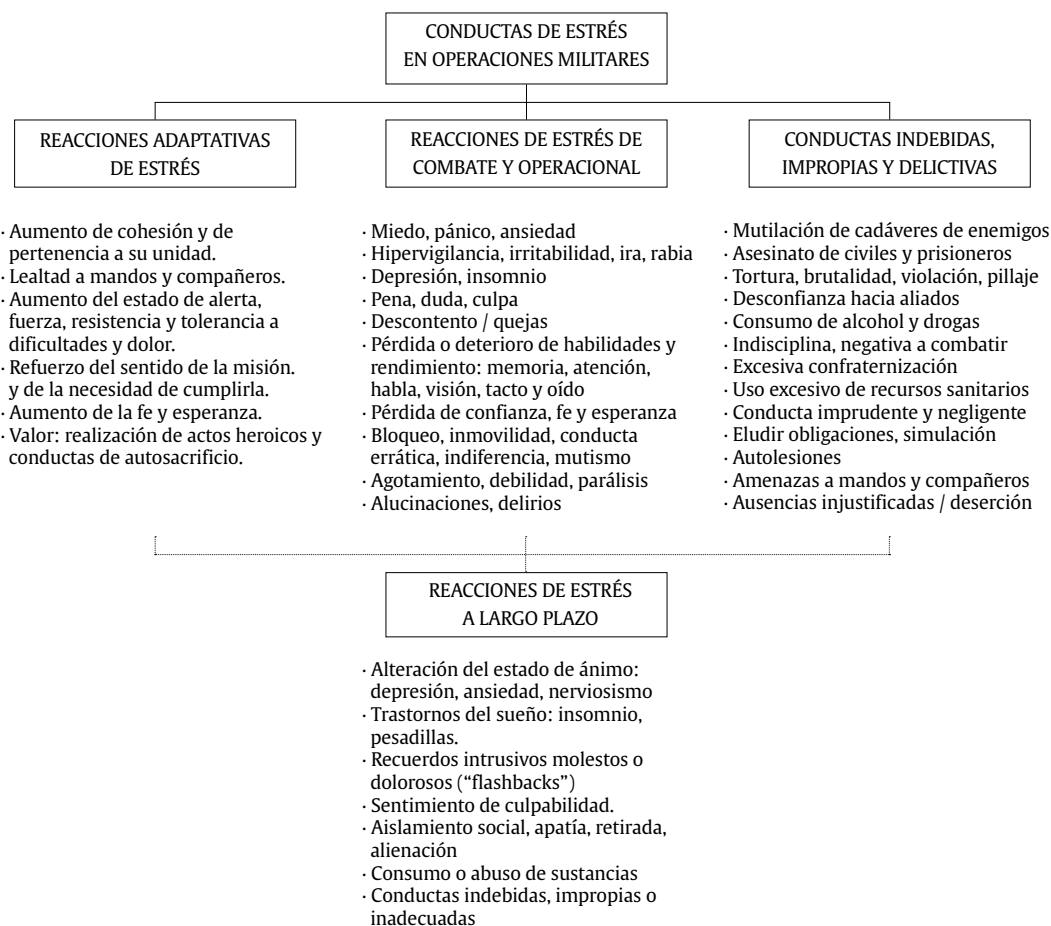 CONDUCTAS DE ESTRÉS
EN OPERACIONES MILITARES
REACCIONES ADAPTATIVAS
DE ESTRÉS
· Aumento de cohesión y de
pertenencia a su unidad.
· Lealtad a mandos y compañeros.
· Aumento del estado de alerta,
fuerza, resistencia y tolerancia a
dificultades y dolor.
· Refuerzo del sentido de la misión.
y de la necesidad de cumplirla.
· Aumento de la fe y esperanza.
· Valor: realización de actos heroicos y
conductas de autosacrificio.
REACCIONES DE ESTRÉS DE
COMBATE Y OPERACIONAL
· Miedo, pánico, ansiedad
· Hipervigilancia, irritabilidad, ira, rabia
· Depresión, insomnio
· Pena, duda, culpa
· Descontento / quejas
· Pérdida o deterioro de habilidades y
rendimiento: memoria, atención,
habla, visión, tacto y oído
· Pérdida de confianza, fe y esperanza
· Bloqueo, inmovilidad, conducta
errática, indiferencia, mutismo
· Agotamiento, debilidad, parálisis
· Alucinaciones, delirios
CONDUCTAS INDEBIDAS,
IMPROPIAS Y DELICTIVAS
· Mutilación de cadáveres de enemigos
· Asesinato de civiles y prisioneros
· Tortura, brutalidad, violación, pillaje
· Desconfianza hacia aliados
· Consumo de alcohol y drogas
· Indisciplina, negativa a combatir
· Excesiva confraternización
· Uso excesivo de recursos sanitarios
· Conducta imprudente y negligente
· Eludir obligaciones, simulación
· Autolesiones
· Amenazas a mandos y compañeros
· Ausencias injustificadas / deserción
REACCIONES DE ESTRÉS
A LARGO PLAZO
· Alteración del estado de ánimo:
depresión, ansiedad, nerviosismo
· Trastornos del sueño: insomnio,
pesadillas.
· Recuerdos intrusivos molestos o
dolorosos (“flashbacks”)
· Sentimiento de culpabilidad.
· Aislamiento social, apatía, retirada,
alienación
· Consumo o abuso de sustancias
· Conductas indebidas, impropias o
inadecuadas